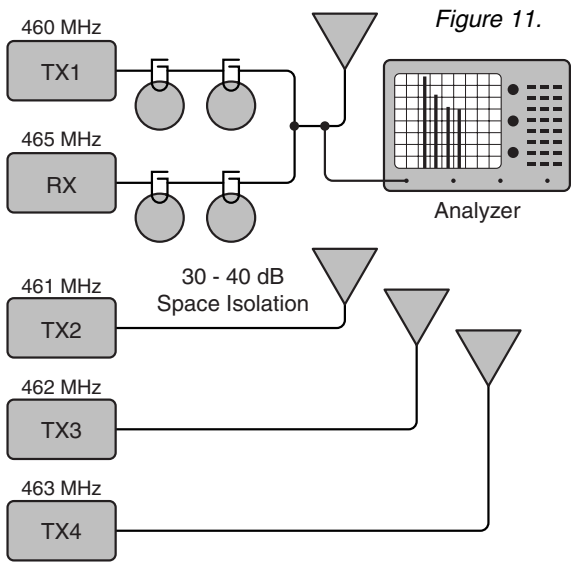 Figure 11.
460 MHz
TX1
465 MHz
RX
Analyzer
30 - 40 dB
Space Isolation
461 MHz
TX2
462 MHz
TX3
463 MHz
TX4